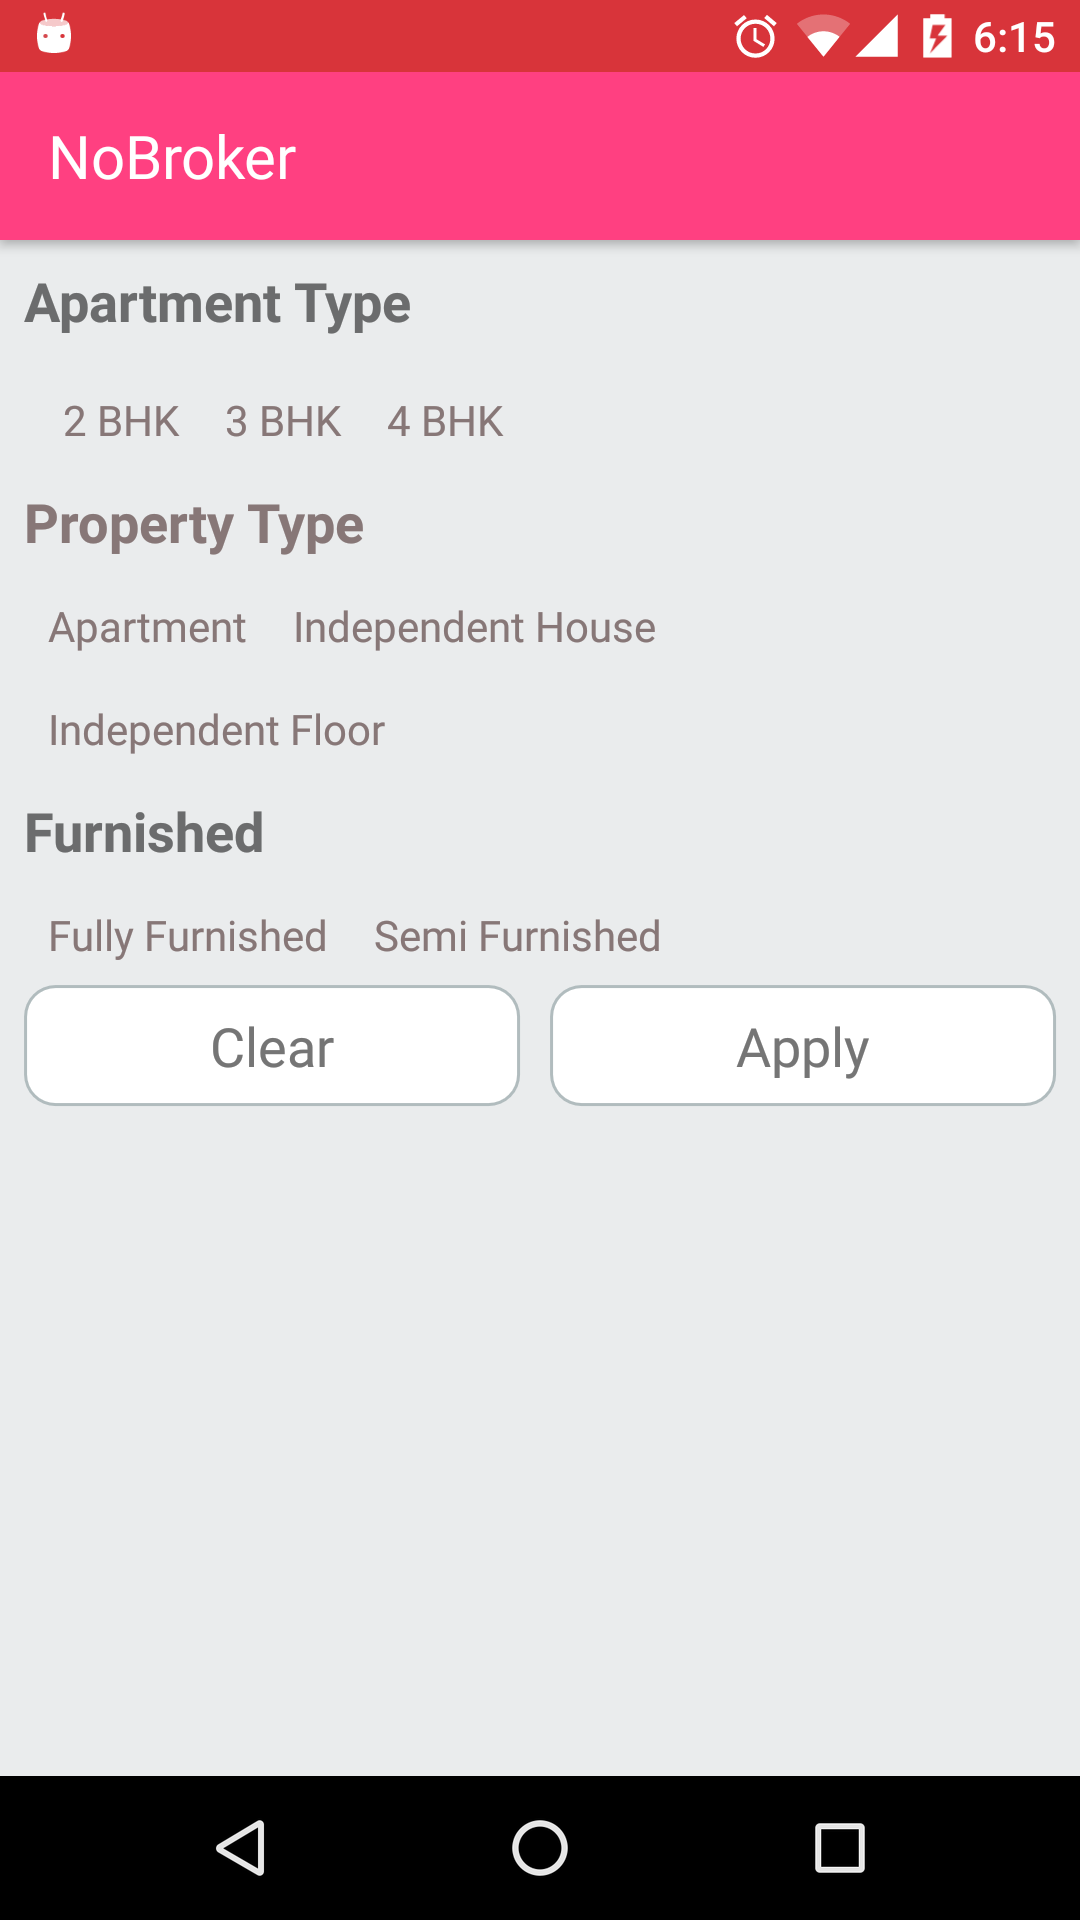 6:15
NoBroker
Apartment Type
2 BHK 3 BHK 4 BHK
Property Type
Apartment Independent House
Independent Floor
Furnished
Fully Furnished Semi Furnished
Clear Apply